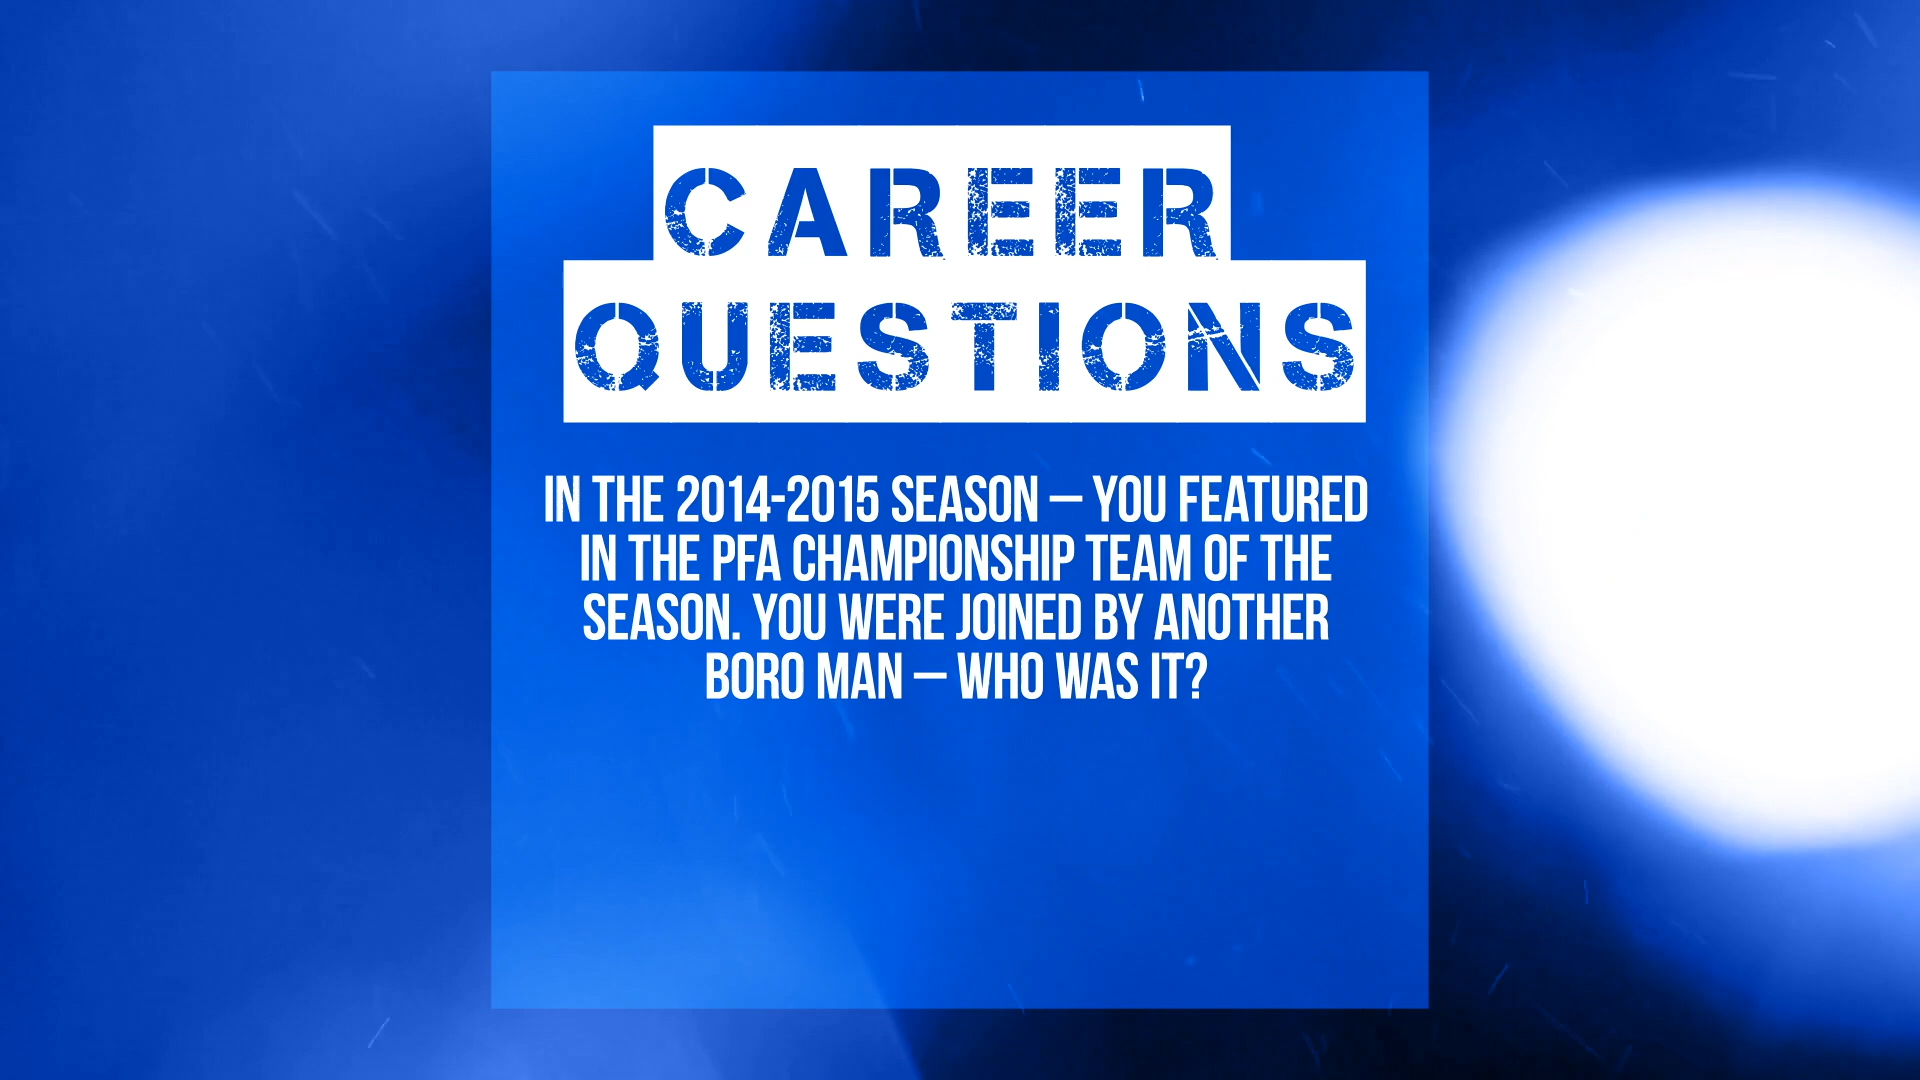 CAREER
QUESTIONS
IN THE 2014-2015 SEASON – YOU FEATURED
IN THE PFA CHAMPIONSHIP TEAM OF THE
SEASON. YOU WERE JOINED BY ANOTHER
BORO MAN – WHO WAS IT?